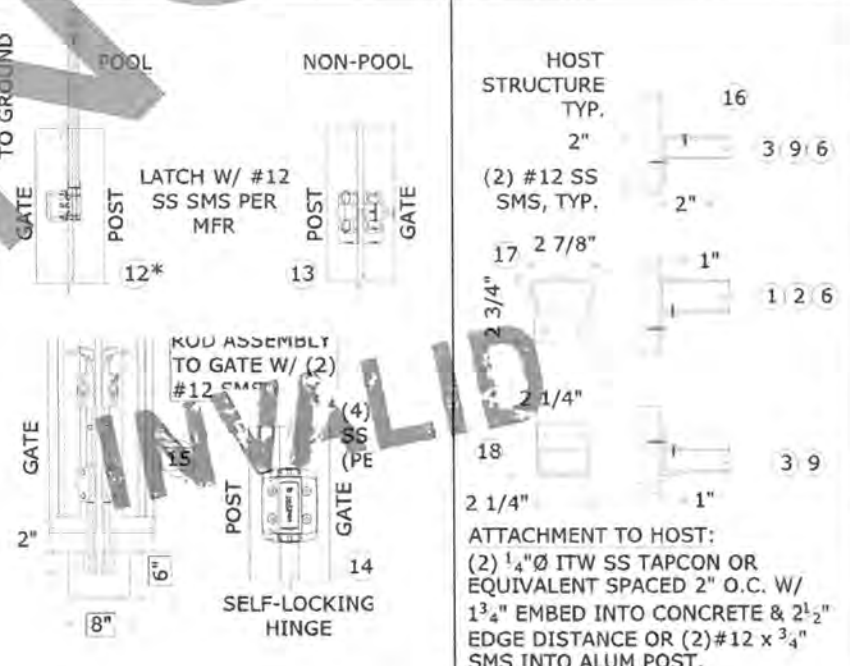 TO GROUND
POOL
NON-POOL
GATE
POST
LATCH W/ #12
SS SMS PER
MFR
POST
GATE
12*
13
ROD ASSEMBLY
TO GATE W/ (2)
#12 SMS
(4)
SS
(PE
GATE
15
POST
GATE
14
2"
6"
8"
SELF-LOCKING
HINGE
INVALID
HOST
STRUCTURE
TYP.
2"
(2) #12 SS
SMS, TYP.
16
3 9 6
2"
17
2 7/8"
2 3/4"
1"
1 2 6
2 1/4"
18
3 9
2 1/4"
1"
ATTACHMENT TO HOST:
(2) 1/4"Ø ITW SS TAPCON OR
EQUIVALENT SPACED 2" O.C. W/
1 3/4" EMBED INTO CONCRETE & 2 1/2"
EDGE DISTANCE OR (2)#12 x 3/4"
SMS INTO ALUM POST.